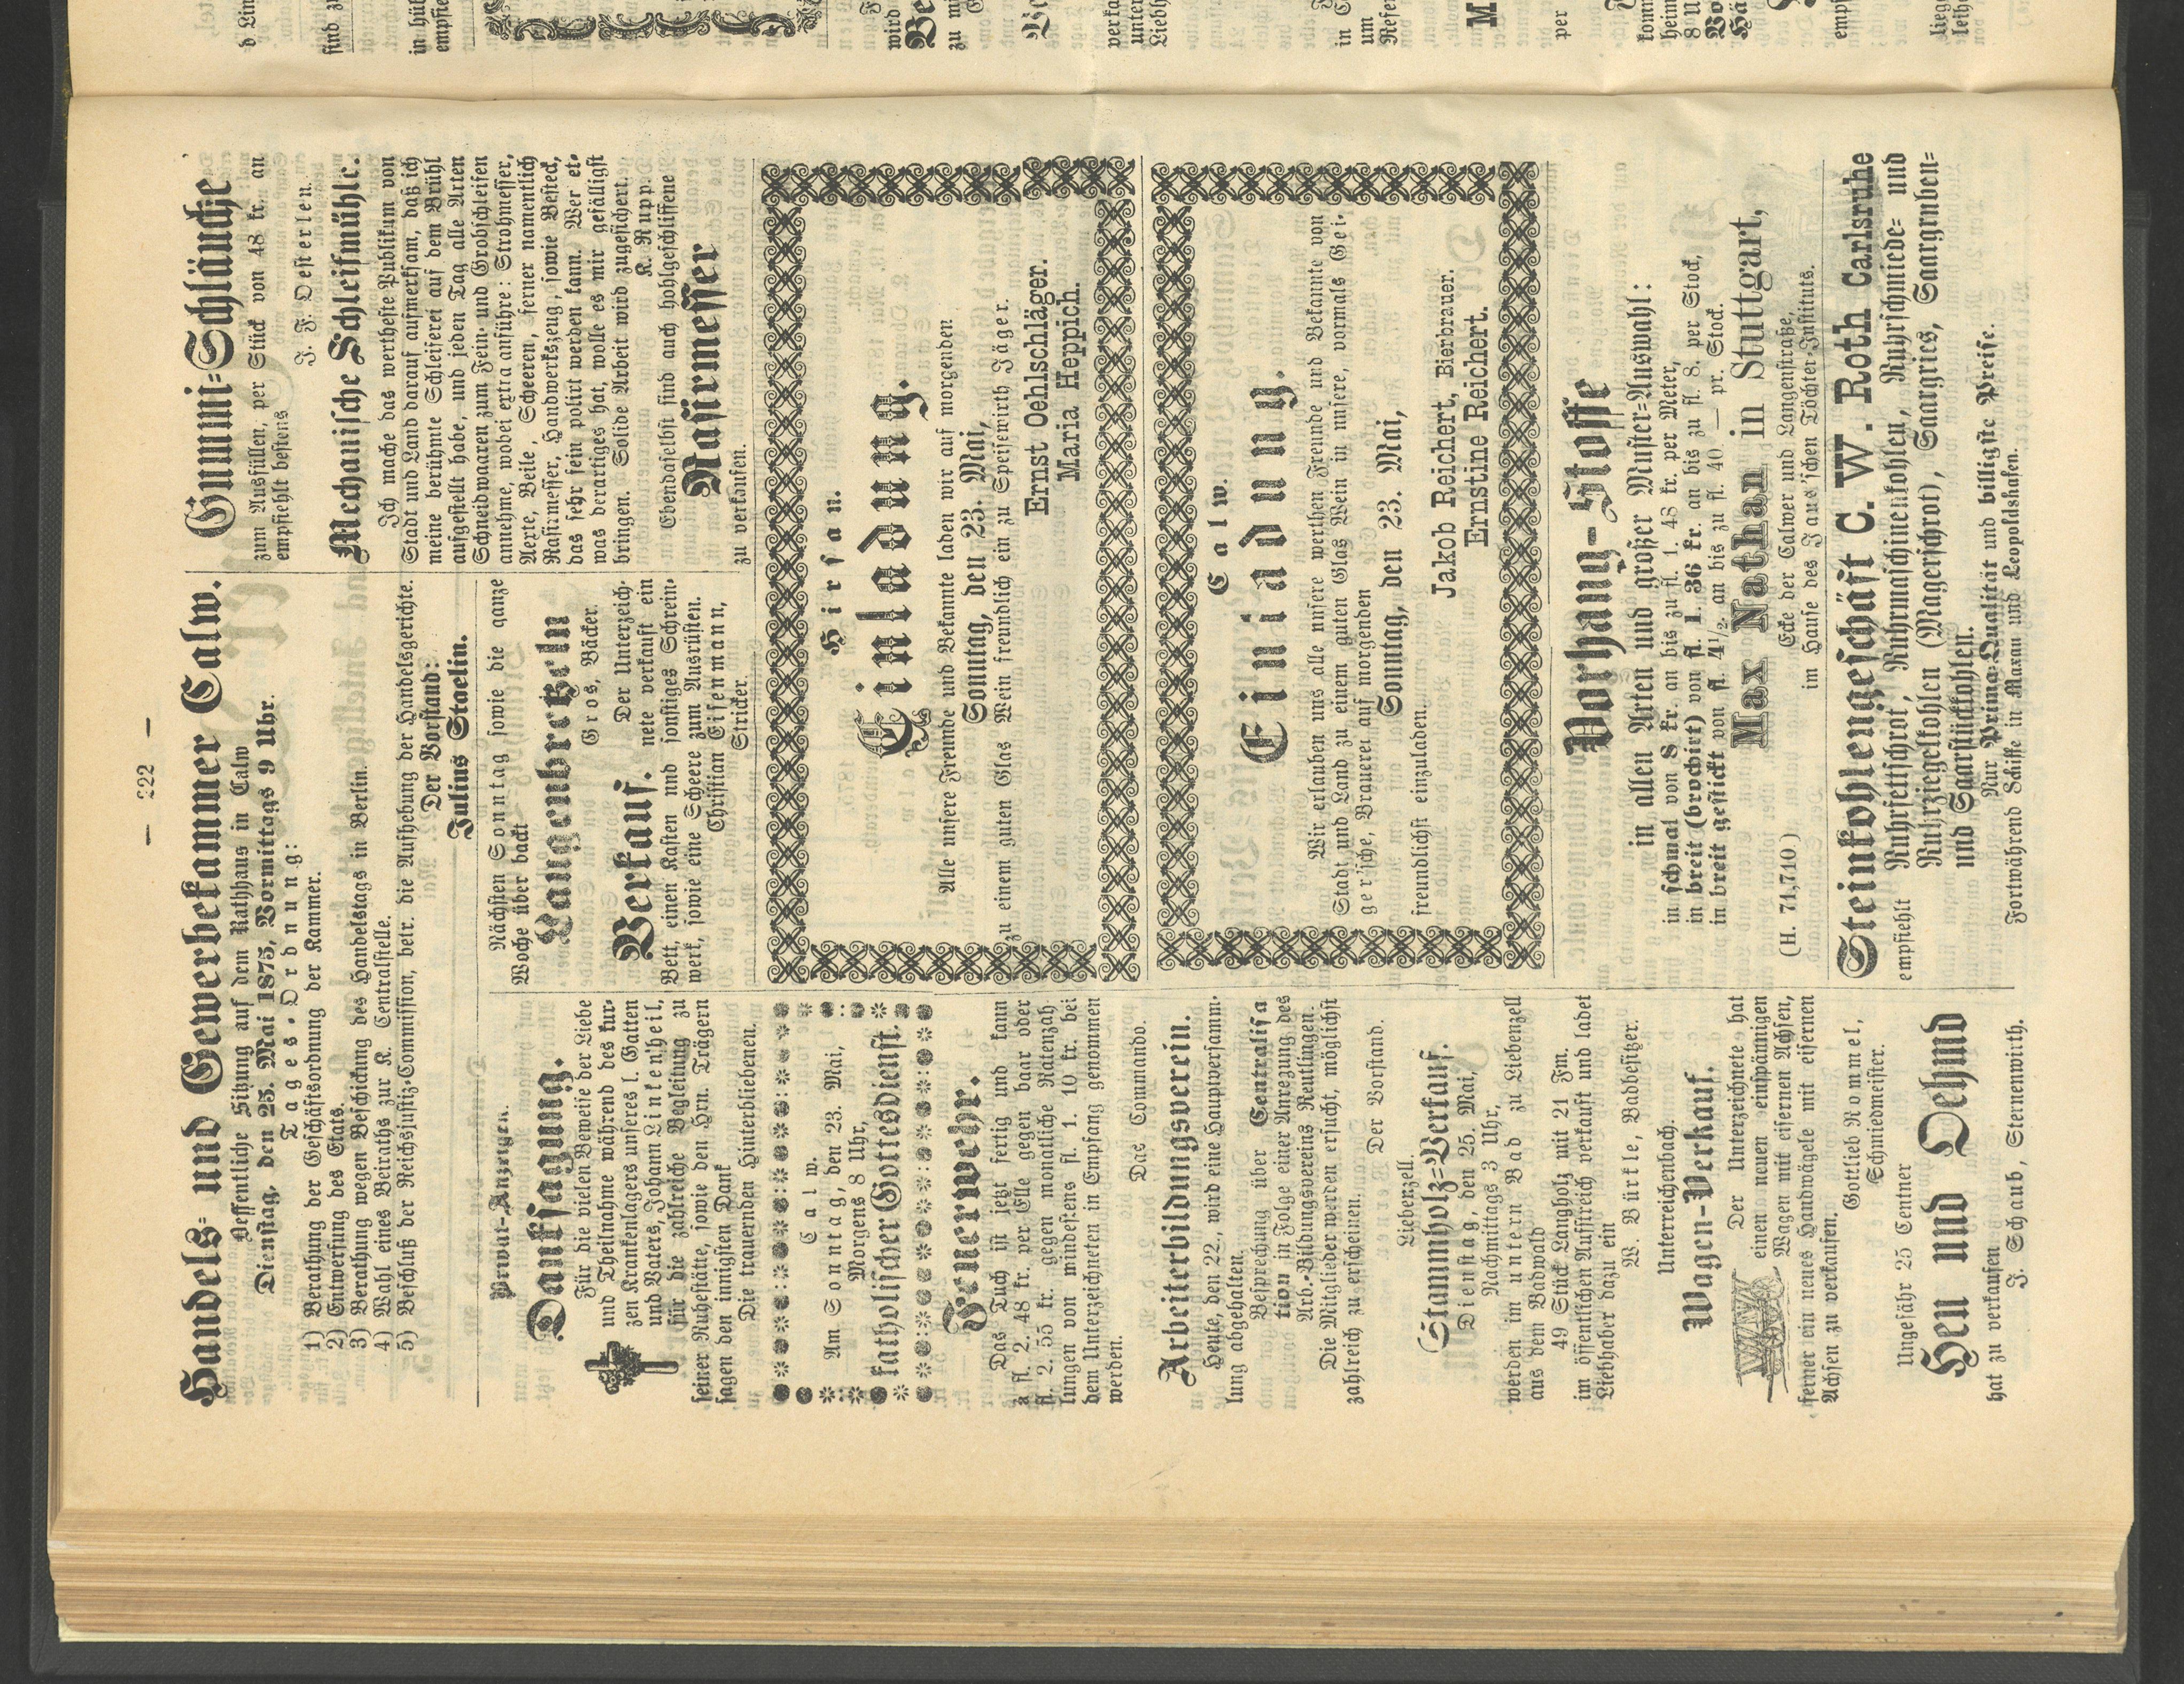 — 222 —
Handels- und Gewerbekammer Calw.
Oeffentliche Sitzung auf dem Rathhaus in Calw
Dienstag, den 25. Mai 1875, Vormittags 9 Uhr.
Tages-Ordnung:
1) Berathung der Geschäftsordnung der Kammer.
2) Entwerfung des Etats.
3) Berathung wegen Beschickung des Handelstags in Berlin.
4) Wahl eines Beiraths zur K. Centralstelle.
5) Beschluß der Reichsjustiz-Commission, betr. die Aufhebung der Handelsgerichte.
Der Vorstand:
Julius Staelin.
Privat-Anzeigen.
Danksagung.
Für die vielen Beweise der Liebe
und Theilnahme während des kur-
zen Krankenlagers unseres l. Gatten
und Vaters, Johann Linkenheil,
für die zahlreiche Begleitung zu
seiner Ruhestätte, sowie den Hrn. Trägern
sagen den innigsten Dank
Die trauernden Hinterbliebenen.
Calw.
Am Sonntag, den 23. Mai,
Morgens 8 Uhr,
katholischer Gottesdienst.
Feuerwehr.
Das Tuch ist jetzt fertig und kann
à fl. 2. 48 kr. per Elle gegen baar oder
fl. 2. 55 kr. gegen monatliche Ratenzah-
lungen von mindestens fl. 1. 10 kr. bei
dem Unterzeichneten in Empfang genommen
werden.
Das Commando.
Arbeiterbildungsverein.
Heute, den 22., wird eine Hauptversamm-
lung abgehalten.
Besprechung über Centralisa
tion in Folge einer Anregung des
Arb.-Bildungsvereins Reutlingen.
Die Mitglieder werden ersucht, möglichst
zahlreich zu erscheinen.
Der Vorstand.
Liebenzell.
Stammholz-Verkauf.
Dienstag, den 25. Mai,
Nachmittags 3 Uhr,
werden im untern Bad zu Liebenzell
aus dem Badwald
49 Stück Langholz mit 21 Fm.
im öffentlichen Aufstreich verkauft und ladet
Liebhaber dazu ein
W. Bürkle, Badbesitzer.
Unterreichenbach.
Wagen-Verkauf.
Der Unterzeichnete hat
einen neuen einspännigen
Wagen mit eisernen Achsen,
ferner ein neues Handwägele mit eisernen
Achsen zu verkaufen.
Gottlieb Rommel,
Schmiedmeister.
Ungefähr 25 Centner
Heu und Oehmd
hat zu verkaufen
J. Schaub, Sternenwirth.
Nächsten Sonntag sowie die ganze
Woche über backt
Laugenbretzeln
Gros, Bäcker.
Verkauf.
Der Unterzeich-
nete verkauft ein
Bett, einen Kasten und sonstiges Schrein-
werk, sowie eine Scheere zum Ausrüsten.
Christian Eisemann,
Stricker.
Gummi-Schläuche
zum Ausfüllen, per Stück von 48 kr. an
empfiehlt bestens
J. F. Oesterlen.
Mechanische Schleifmühle.
Ich mache das wertheste Publikum von
Stadt und Land darauf aufmerksam, daß ich
meine berühmte Schleiferei auf dem Brühl
aufgestellt habe, und jeden Tag alle Arten
Schneidwaaren zum Fein- und Grobschleifen
annehme, wobei extra anführe: Strohmesser,
Aexte, Beile, Scheeren, ferner namentlich
Rasirmesser, Handwerkszeug, sowie Besteck,
das sehr fein polirt werden kann. Wer et-
was derartiges hat, wolle es mir gefälligst
bringen. Solide Arbeit wird zugesichert.
K. Rupp.
Ebendaselbst sind auch hohlgeschliffene
Rasirmesser
zu verkaufen.
Hirsau.
Einladung.
Alle unsere Freunde und Bekannte laden wir auf morgenden
Sonntag, den 23. Mai,
zu einem guten Glas Wein freundlich ein zu Speisewirth Jäger.
Ernst Oehlschläger.
Maria Heppich.
Calw.
Einladung.
Wir erlauben uns alle unsere werthen Freunde und Bekannte von
Stadt und Land zu einem guten Glas Wein in unsere, vormals Gei-
ger'sche, Brauerei auf morgenden
Sonntag, den 23. Mai,
freundlichst einzuladen.
Jakob Reichert, Bierbrauer.
Ernstine Reichert.
Vorhang-Stoffe
in allen Arten und großer Muster-Auswahl:
in schmal von 8 kr. an bis zu fl. 1. 48 kr. per Meter,
in breit (brochirt) von fl. 1. 36 kr. an bis zu fl. 8. per Stock,
in breit gestickt von fl. 4½. an bis zu fl. 40 — pr. Stock.
Max Nathan in Stuttgart,
Ecke der Calwer und Langenstraße,
(H. 71,710.)
im Hause des Jaus'schen Töchter-Instituts.
Steinkohlengeschäft C. W. Roth Carlsruhe
empfiehlt Ruhrfettschrot, Ruhrmaschinenkohlen, Ruhrschmiede- und
Ruhrziegelkohlen (Magerschrot), Saargries, Saargruben-
und Saarstückkohlen.
Nur Prima-Qualität und billigste Preise.
Fortwährend Schiffe in Maxau und Leopoldshafen.